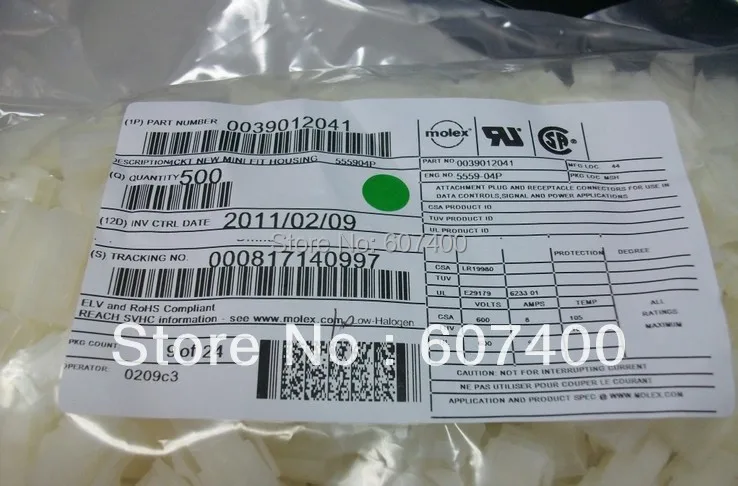 (1P) PART NUMBER 0039012041
DESCRIPTION 4CKT NEW MINI FIT HOUSING 555904P
(Q) QUANTITY 500
(12D) INV CTRL DATE 2011/02/09
(S) TRACKING NO. 000817140997
ELV and RoHS Compliant
REACH SVHC information - see www.molex.com Low-Halogen
PKG COUNT 9of 24
OPERATOR: 0209c3
molex
PART NO 0039012041 MFG LOC 44
ENG NO. 5559-04P PKG LOC MSH
ATTACHMENT PLUG AND RECEPTACLE CONNECTORS FOR USE IN
DATA CONTROLS,SIGNAL AND POWER APPLICATIONS
CSA PRODUCT ID
TUV PRODUCT ID
UL PRODUCT ID
PROTECTION DEGREE
CSA LR19980
TUV
UL E29179 6233 01
VOLTS AMPS TEMP ALL
CSA 600 8 105 RATINGS
TUV MAXIMUM
UL 600
CAUTION: NOT FOR INTERRUPTING CURRENT
NE PAS UTILISER POUR COUPER LE COURANT
APPLICATION AND PRODUCT SPEC @ WWW.MOLEX.COM
Store No.: 607400
Store No : 607400